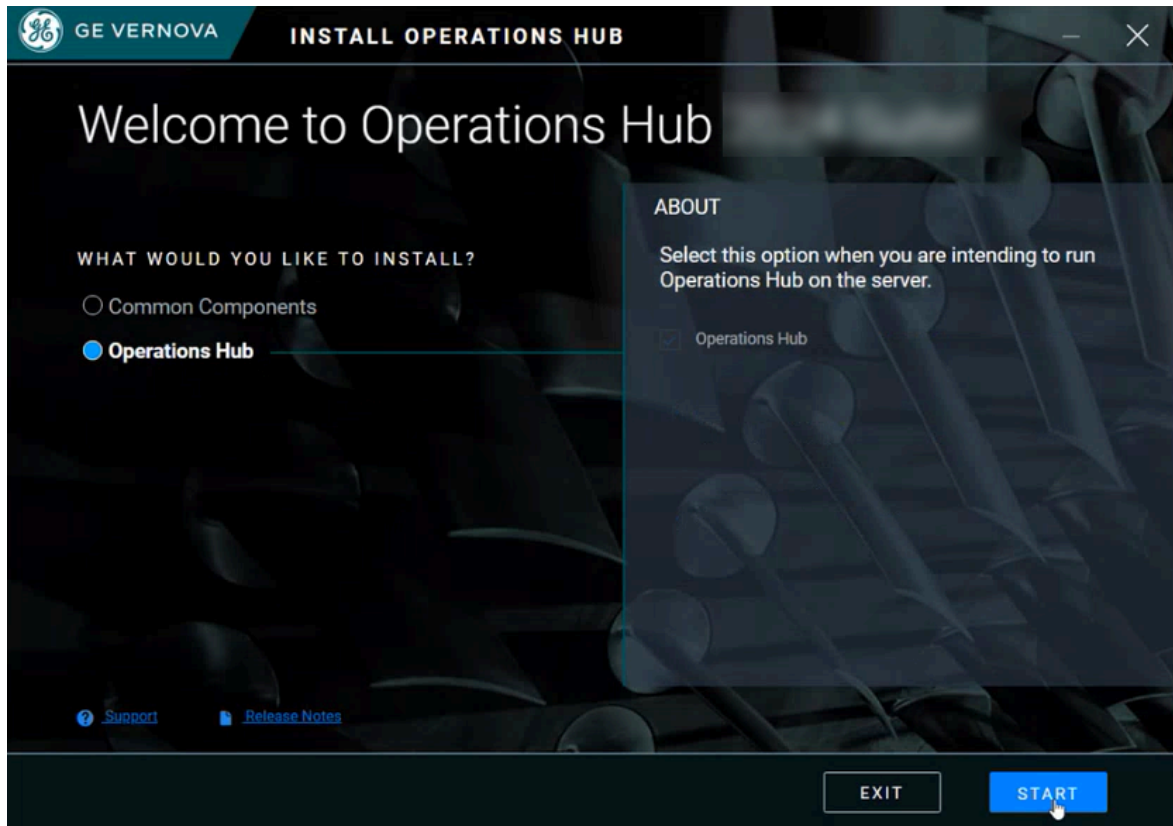 GE VERNOVA
INSTALL OPERATIONS HUB
Welcome to Operations Hub
WHAT WOULD YOU LIKE TO INSTALL?
Common Components
Operations Hub
ABOUT
Select this option when you are intending to run
Operations Hub on the server.
Operations Hub
Support
Release Notes
EXIT
START